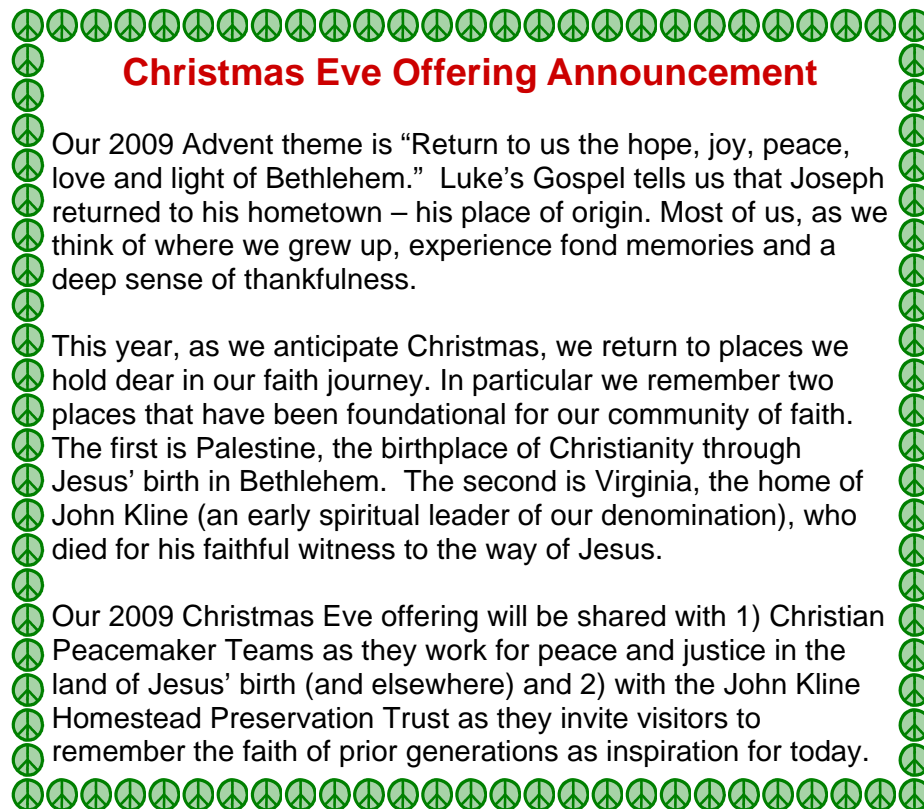 Christmas Eve Offering Announcement
Our 2009 Advent theme is “Return to us the hope, joy, peace,
love and light of Bethlehem.”  Luke’s Gospel tells us that Joseph
returned to his hometown – his place of origin. Most of us, as we
think of where we grew up, experience fond memories and a
deep sense of thankfulness.
This year, as we anticipate Christmas, we return to places we
hold dear in our faith journey. In particular we remember two
places that have been foundational for our community of faith.
The first is Palestine, the birthplace of Christianity through
Jesus’ birth in Bethlehem.  The second is Virginia, the home of
John Kline (an early spiritual leader of our denomination), who
died for his faithful witness to the way of Jesus.
Our 2009 Christmas Eve offering will be shared with 1) Christian
Peacemaker Teams as they work for peace and justice in the
land of Jesus’ birth (and elsewhere) and 2) with the John Kline
Homestead Preservation Trust as they invite visitors to
remember the faith of prior generations as inspiration for today.